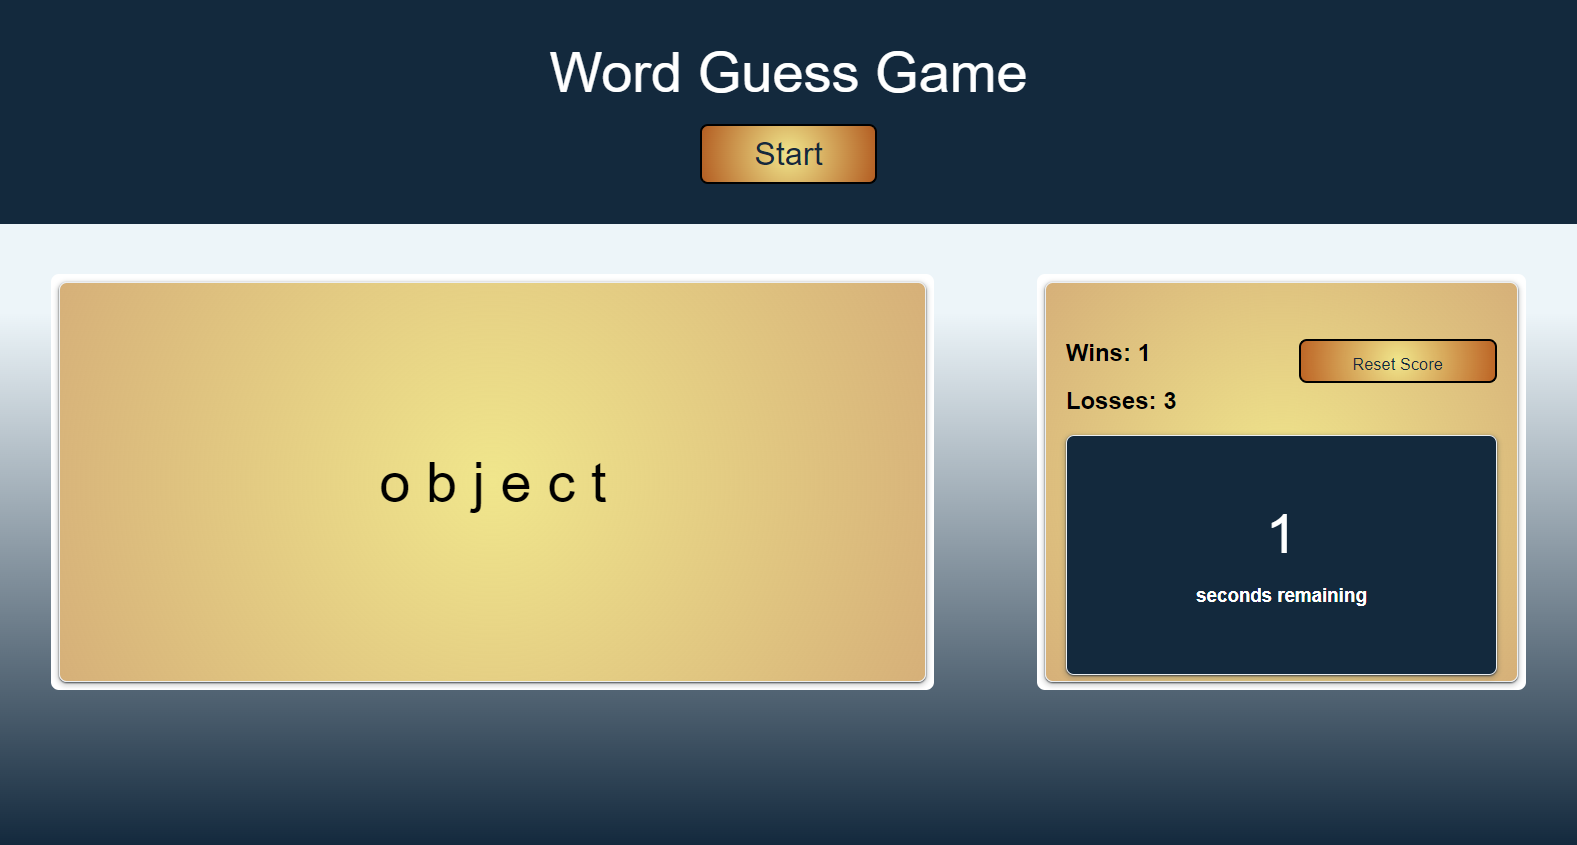 Word Guess Game
Start
o b j e c t
Wins: 1
Reset Score
Losses: 3
1
seconds remaining